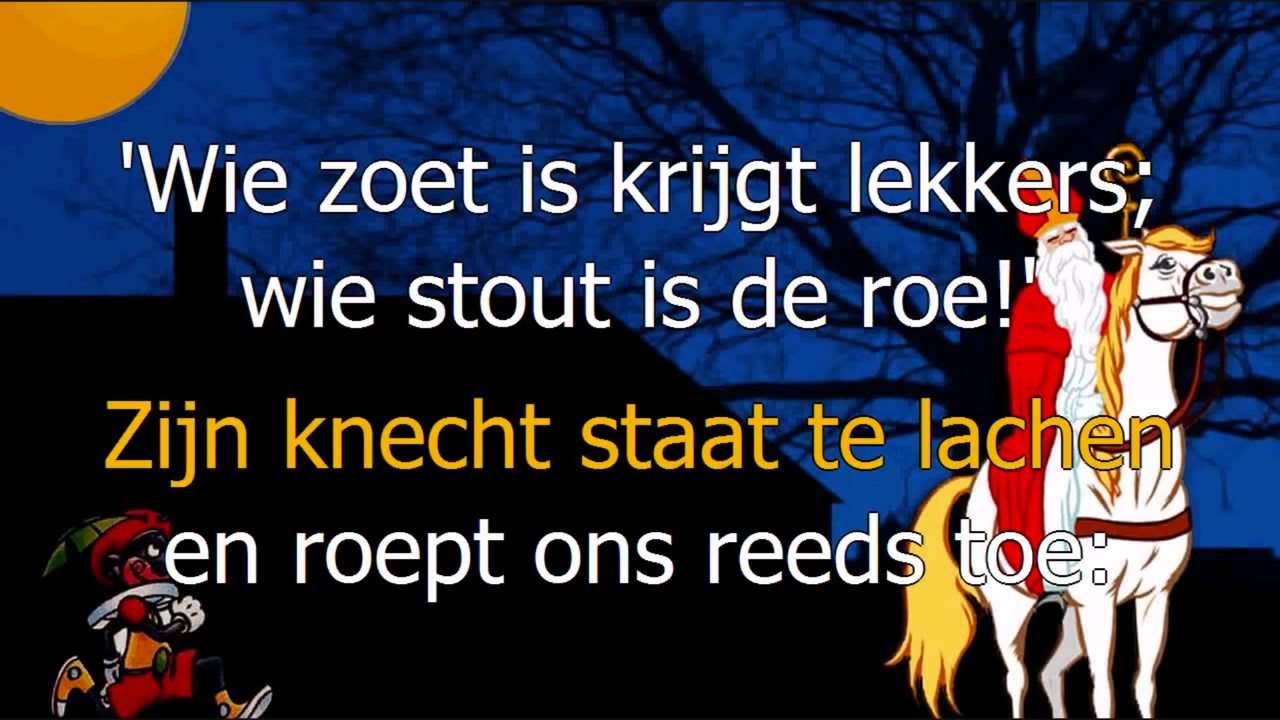 'Wie zoet is krijgt lekkers;
wie stout is de roe!'
Zijn knecht staat te lachen
en roept ons reeds toe: